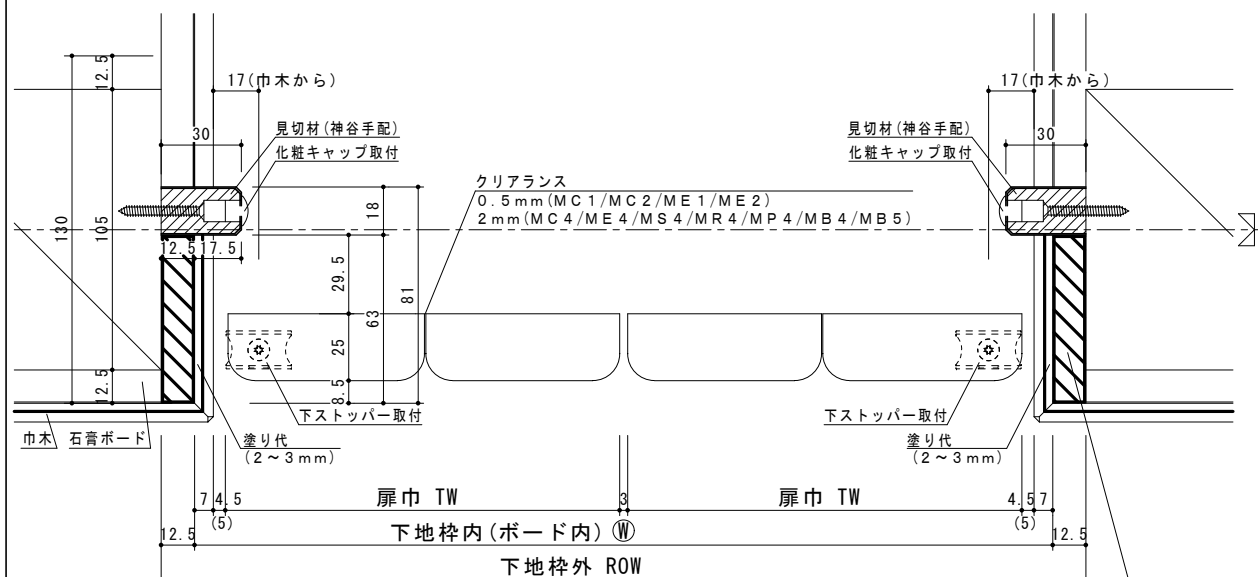 17(巾木から)
17(巾木から)
12.5
30
見切材(神谷手配)
化粧キャップ取付
見切材(神谷手配)
化粧キャップ取付
30
クリアランス
0.5mm(MC1/MC2/ME1/ME2)
2mm(MC4/ME4/MS4/MR4/MP4/MB4/MB5)
130
105
18
12.5
17.5
29.5
63
81
25
8.5
12.5
下ストッパー取付
下ストッパー取付
巾木
石膏ボード
塗り代
(2~3mm)
塗り代
(2~3mm)
7
4.5
(5)
扉巾 TW
3
扉巾 TW
4.5
(5)
7
12.5
下地枠内(ボード内)Ⓦ
12.5
下地枠外 ROW